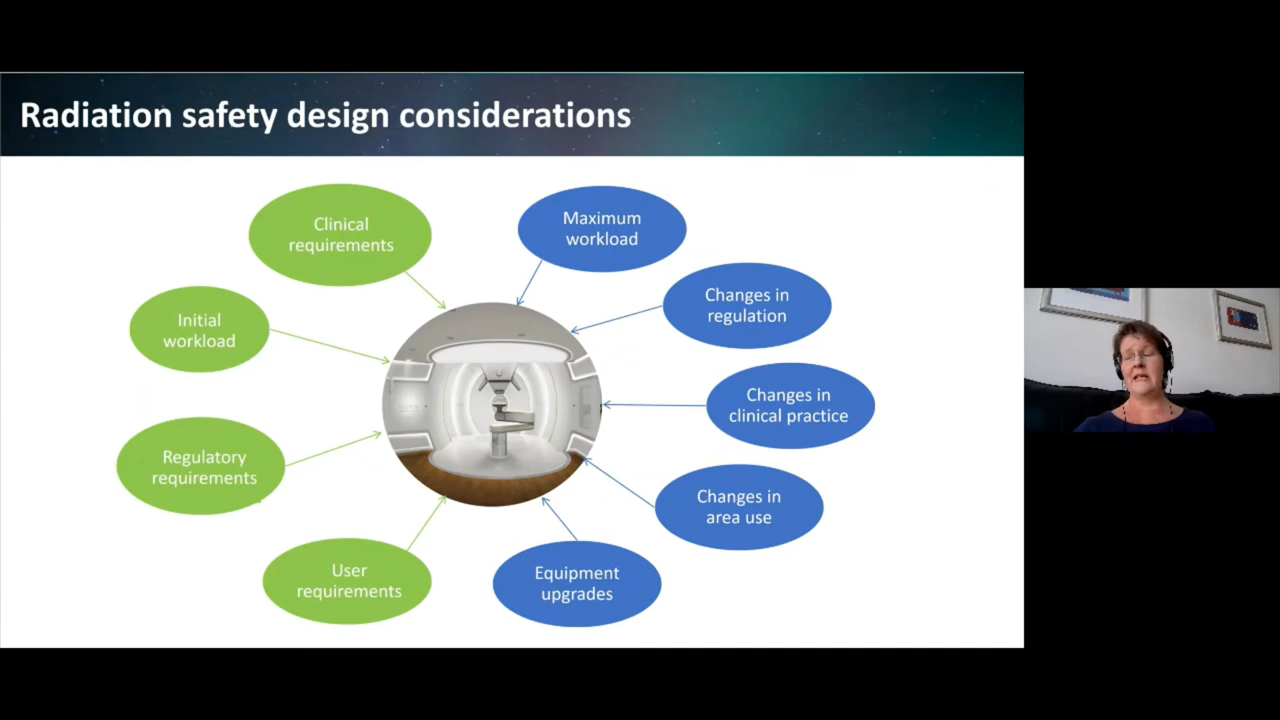 Radiation safety design considerations
Clinical
requirements
Maximum
workload
Initial
workload
Changes in
regulation
Changes in
clinical practice
Regulatory
requirements
Changes in
area use
User
requirements
Equipment
upgrades